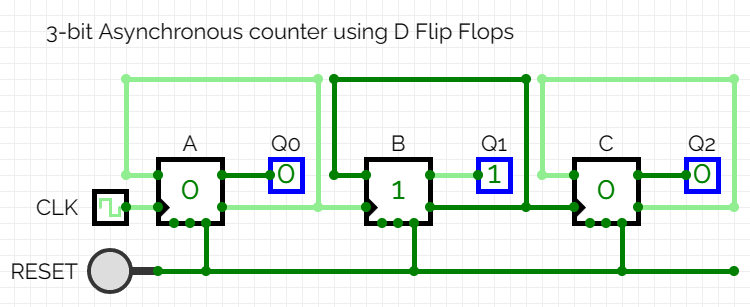 3-bit Asynchronous counter using D Flip Flops
A Q0 B Q1 C Q2
0 0 1 1 0 0
CLK
RESET